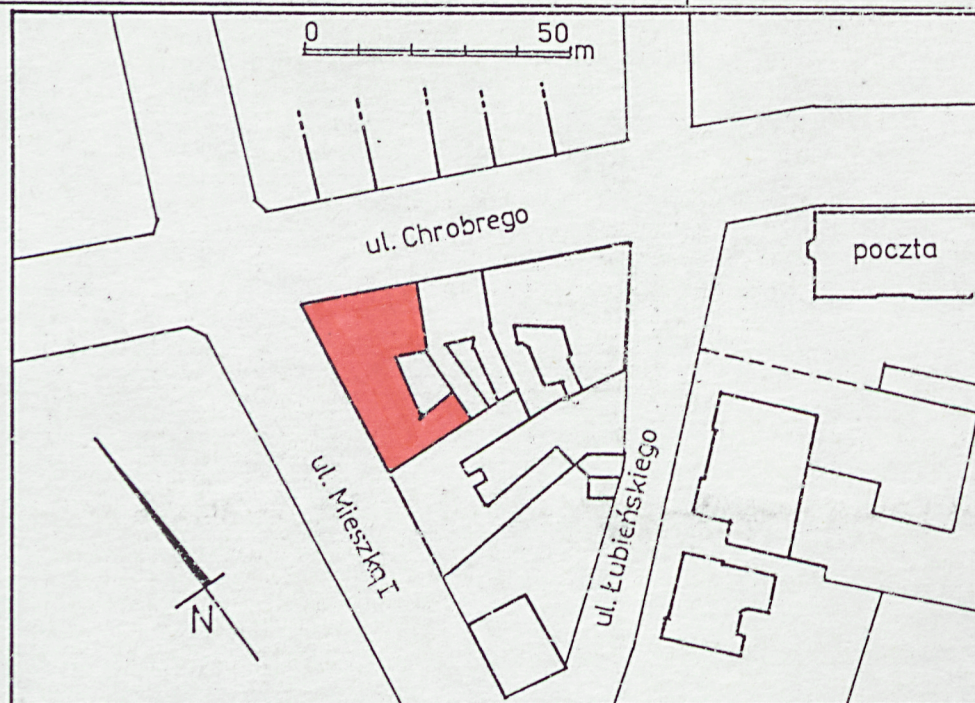 0 50
m
ul. Chrobrego
poczta
ul. Mieszka I
ul. Łubieńskiego
N